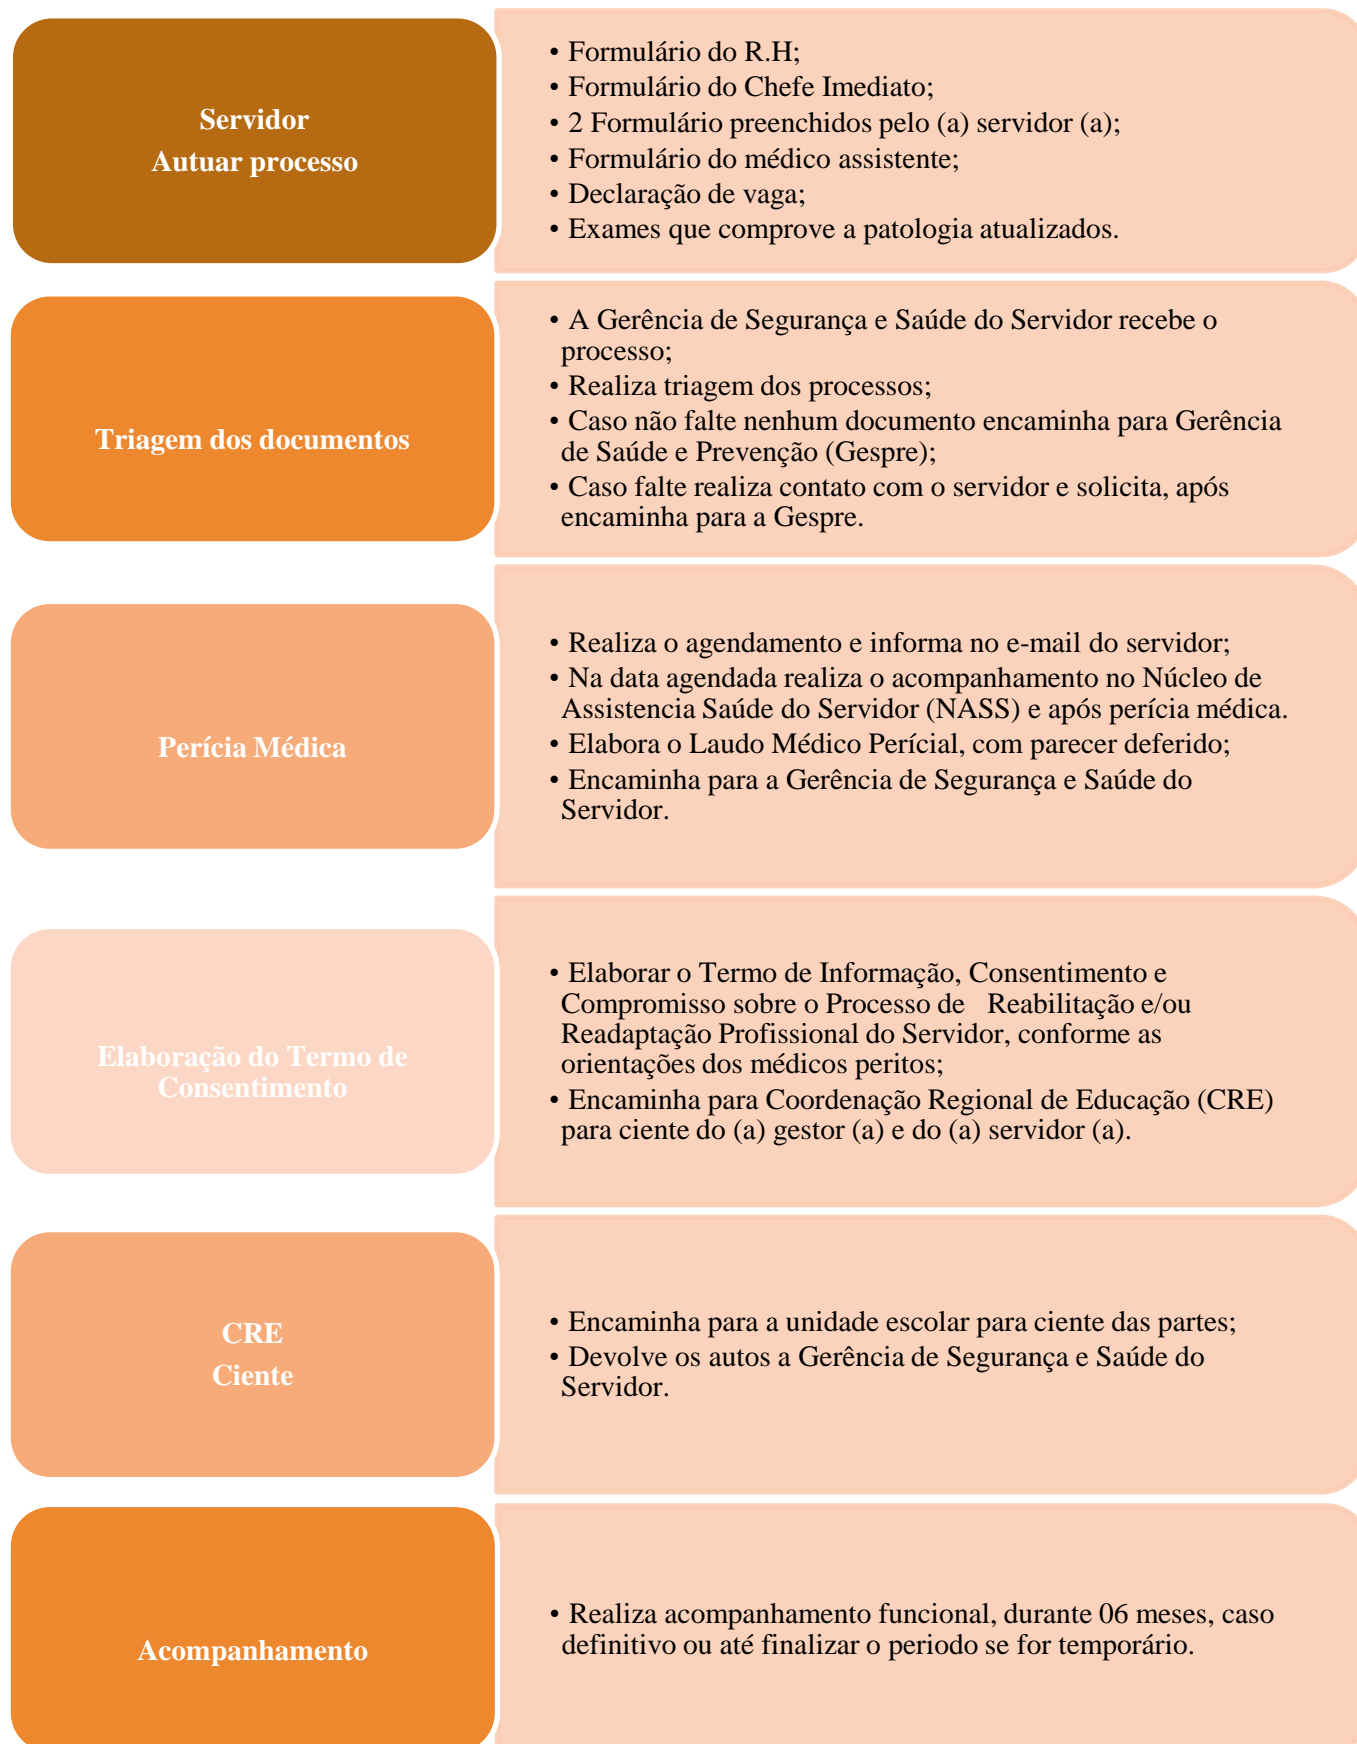 Servidor
Autuar processo
• Formulário do R.H;
• Formulário do Chefe Imediato;
• 2 Formulário preenchidos pelo (a) servidor (a);
• Formulário do médico assistente;
• Declaração de vaga;
• Exames que comprove a patologia atualizados.
Triagem dos documentos
• A Gerência de Segurança e Saúde do Servidor recebe o
processo;
• Realiza triagem dos processos;
• Caso não falte nenhum documento encaminha para Gerência
de Saúde e Prevenção (Gespre);
• Caso falte realiza contato com o servidor e solicita, após
encaminha para a Gespre.
Perícia Médica
• Realiza o agendamento e informa no e-mail do servidor;
• Na data agendada realiza o acompanhamento no Núcleo de
Assistencia Saúde do Servidor (NASS) e após perícia médica.
• Elabora o Laudo Médico Perícial, com parecer deferido;
• Encaminha para a Gerência de Segurança e Saúde do
Servidor.
Elaboração do Termo de
Consentimento
• Elaborar o Termo de Informação, Consentimento e
Compromisso sobre o Processo de Reabilitação e/ou
Readaptação Profissional do Servidor, conforme as
orientações dos médicos peritos;
• Encaminha para Coordenação Regional de Educação (CRE)
para ciente do (a) gestor (a) e do (a) servidor (a).
CRE
Ciente
• Encaminha para a unidade escolar para ciente das partes;
• Devolve os autos a Gerência de Segurança e Saúde do
Servidor.
Acompanhamento
• Realiza acompanhamento funcional, durante 06 meses, caso
definitivo ou até finalizar o periodo se for temporário.